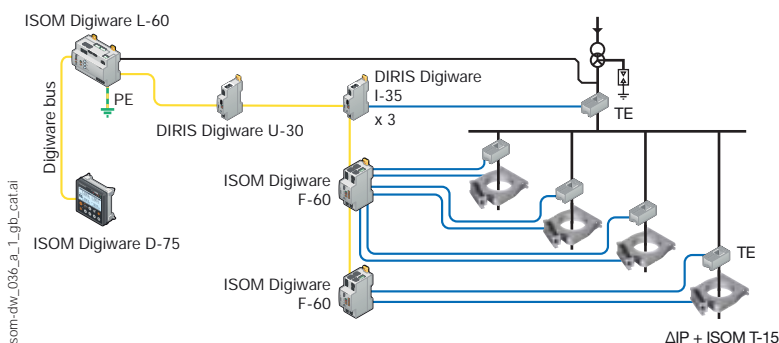 ISOM Digiware L-60
PE
Digiware bus
DIRIS Digiware U-30
DIRIS Digiware
I-35
x 3
TE
ISOM Digiware
F-60
ISOM Digiware D-75
TE
ISOM Digiware
F-60
ΔIP + ISOM T-15
som-dw_036_a_1_gb_cat.ai